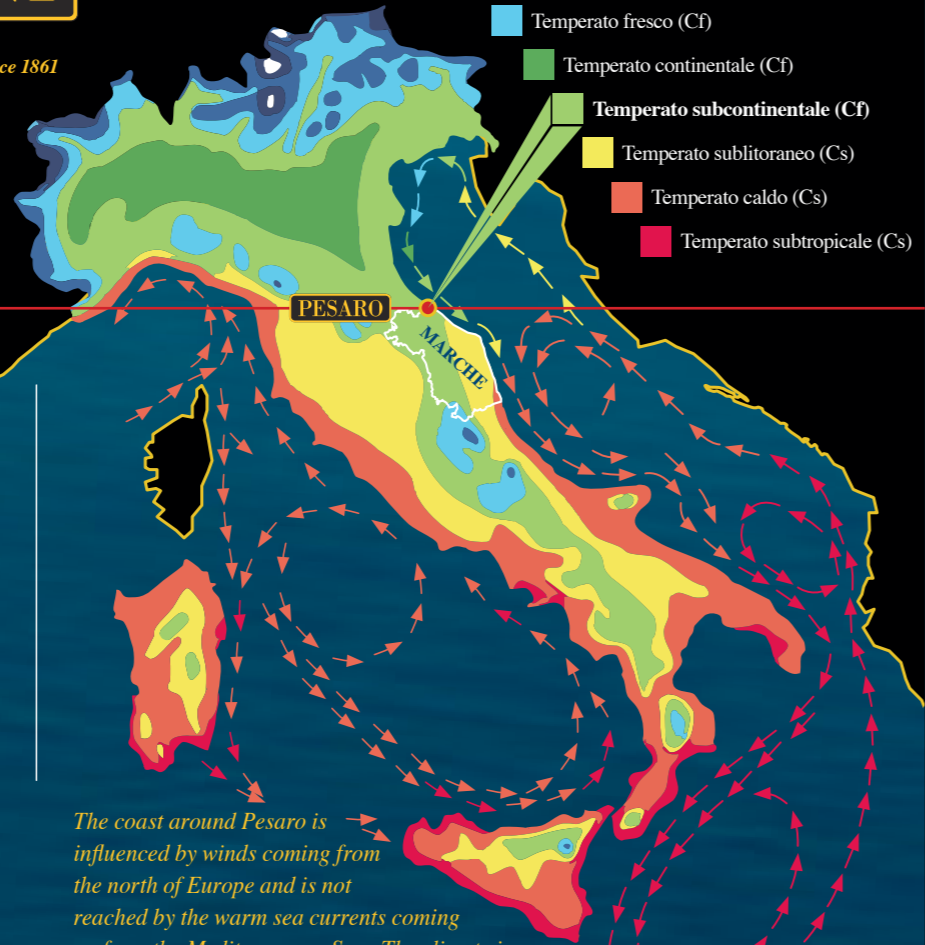 ce 1861
Temperato fresco (Cf)
Temperato continentale (Cf)
Temperato subcontinentale (Cf)
Temperato sublitoraneo (Cs)
Temperato caldo (Cs)
Temperato subtropicale (Cs)
PESARO
MARCHE
The coast around Pesaro is
influenced by winds coming from
the north of Europe and is not
reached by the warm sea currents coming